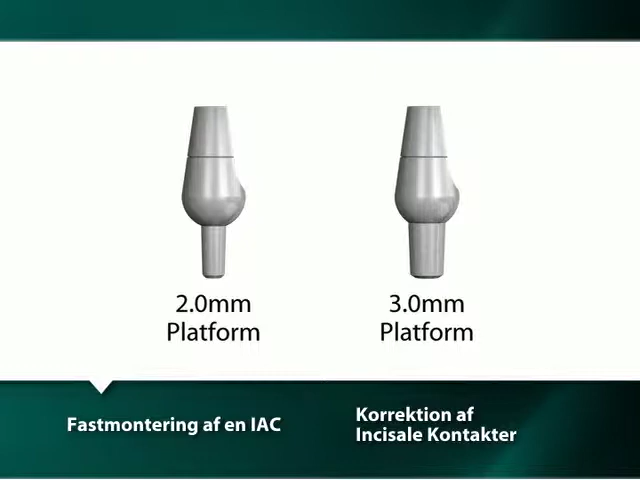 2.0mm
Platform
3.0mm
Platform
Fastmontering af en IAC
Korrektion af
Incisale Kontakter